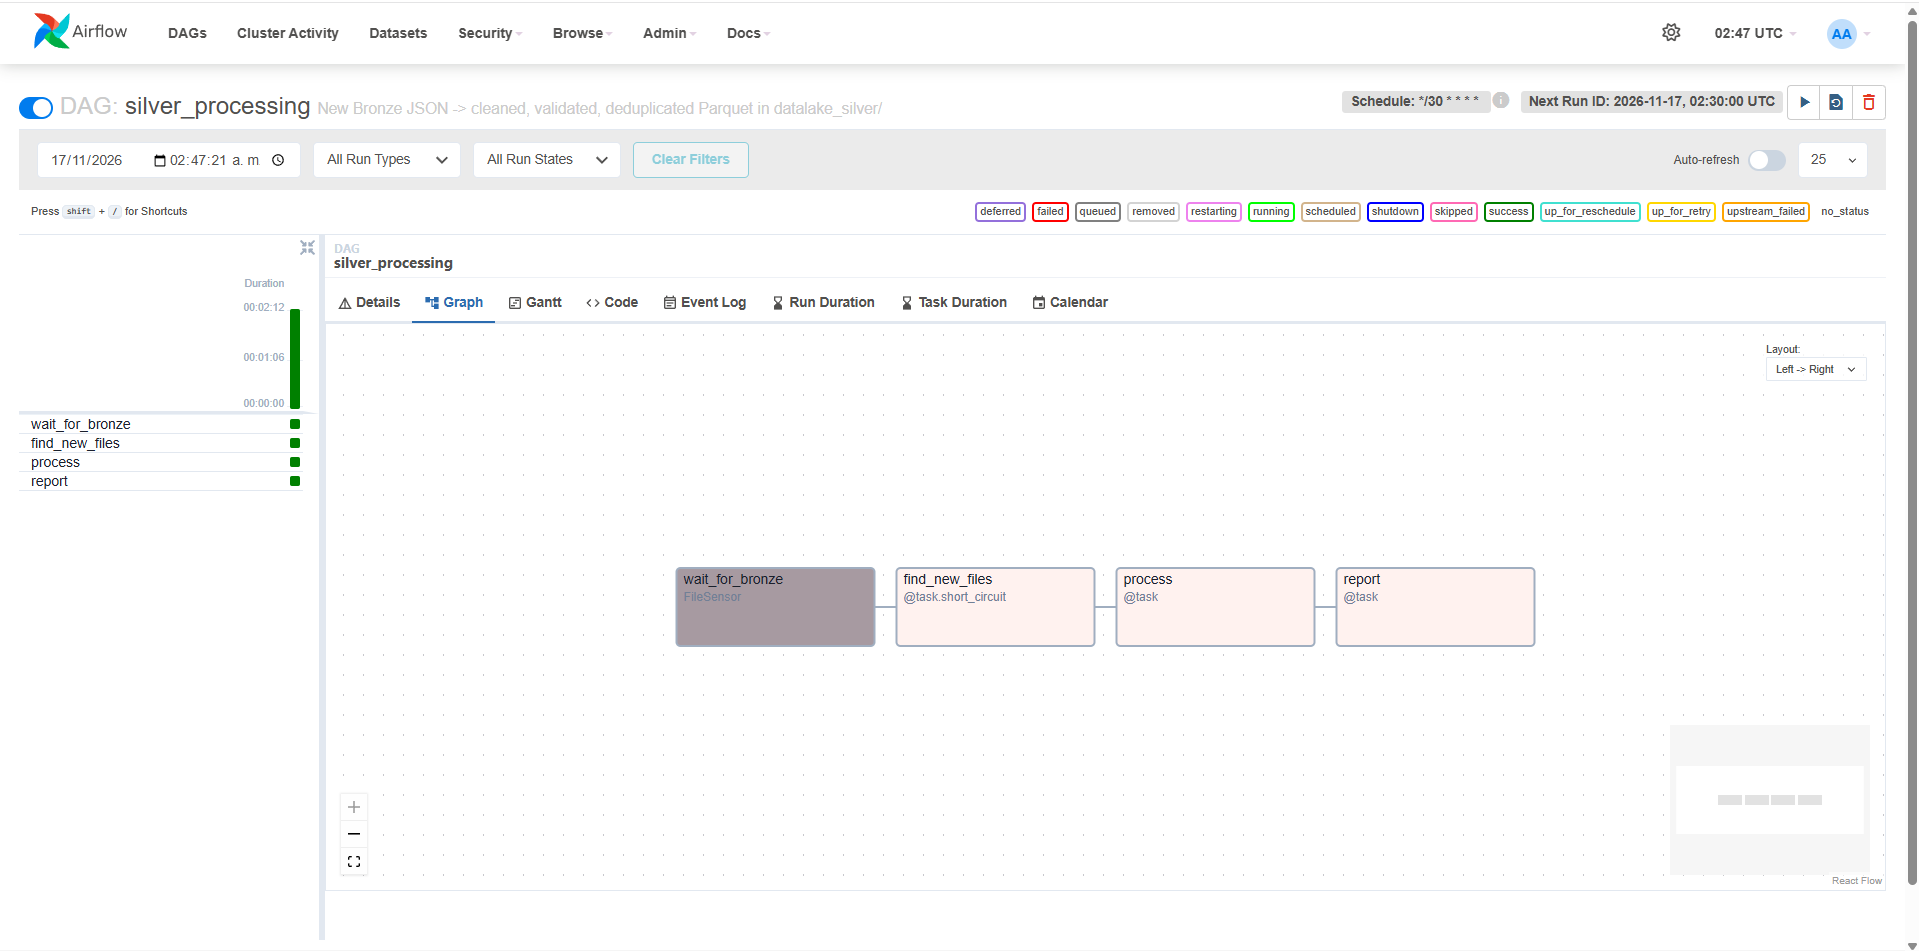 Airflow DAGs Cluster Activity Datasets Security Browse Admin Docs 02:47 UTC AA
DAG: silver_processing New Bronze JSON -> cleaned, validated, deduplicated Parquet in datalake_silver/ Schedule: */30 * * * * i Next Run ID: 2026-11-17, 02:30:00 UTC
17/11/2026 02:47:21 a. m All Run Types All Run States Clear Filters Auto-refresh 25
Press shift + / for Shortcuts deferred failed queued removed restarting running scheduled shutdown skipped success up_for_reschedule up_for_retry upstream_failed no_status
DAG
silver_processing
Duration
00:02:12
00:01:06
00:00:00
wait_for_bronze
find_new_files
process
report
Details Graph Gantt Code Event Log Run Duration Task Duration Calendar
Layout:
Left -> Right
wait_for_bronze
FileSensor
find_new_files
@task.short_circuit
process
@task
report
@task
React Flow